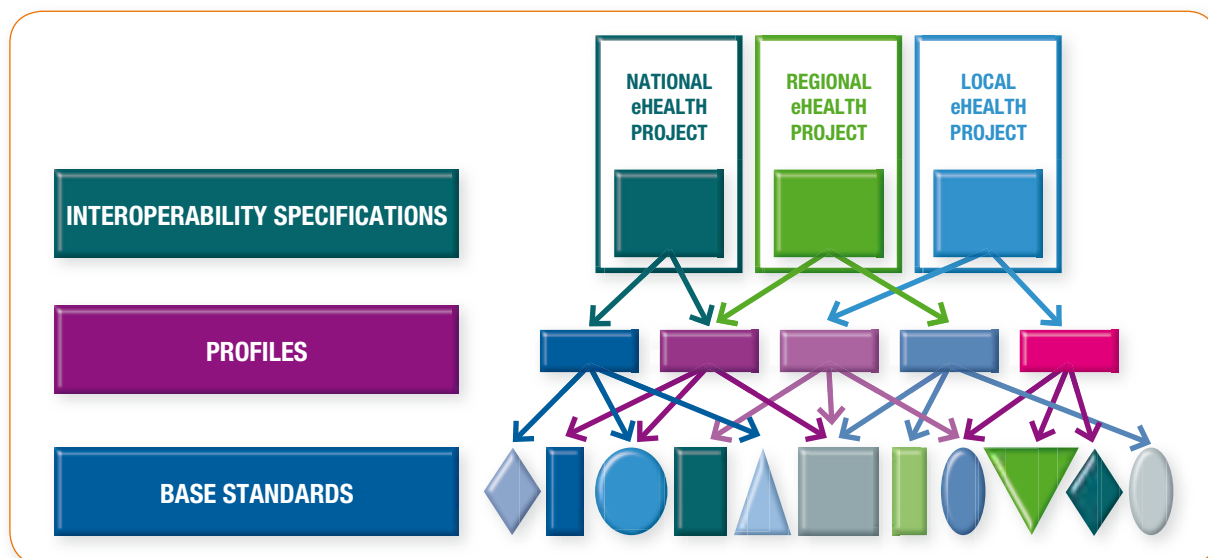 NATIONAL
eHEALTH
PROJECT
REGIONAL
eHEALTH
PROJECT
LOCAL
eHEALTH
PROJECT
INTEROPERABILITY SPECIFICATIONS
PROFILES
BASE STANDARDS